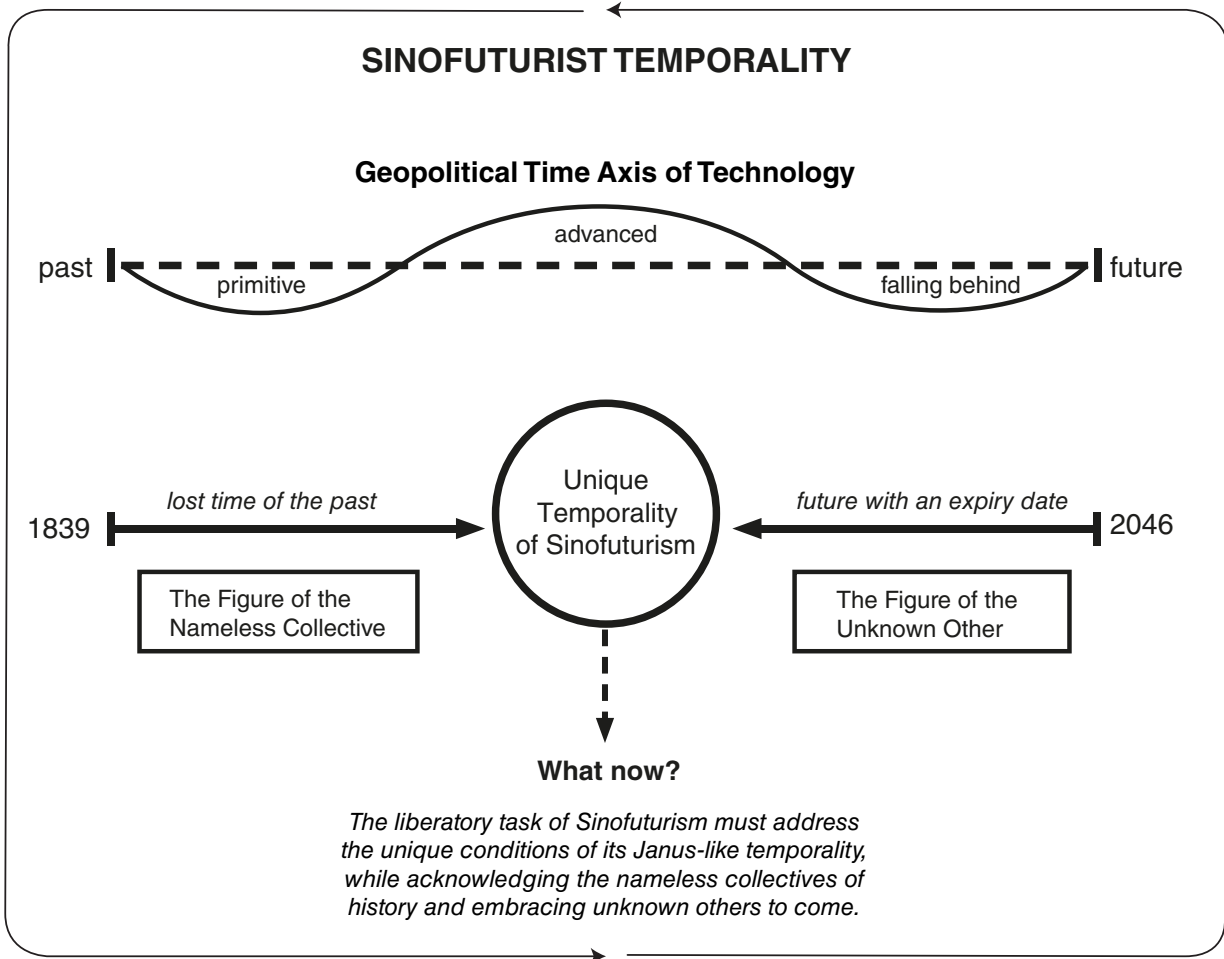 SINOFUTURIST TEMPORALITY
Geopolitical Time Axis of Technology
advanced
past
future
primitive
falling behind
Unique
Temporality
of Sinofuturism
lost time of the past
future with an expiry date
1839
2046
The Figure of the
Nameless Collective
The Figure of the
Unknown Other
What now?
The liberatory task of Sinofuturism must address
the unique conditions of its Janus-like temporality,
while acknowledging the nameless collectives of
history and embracing unknown others to come.